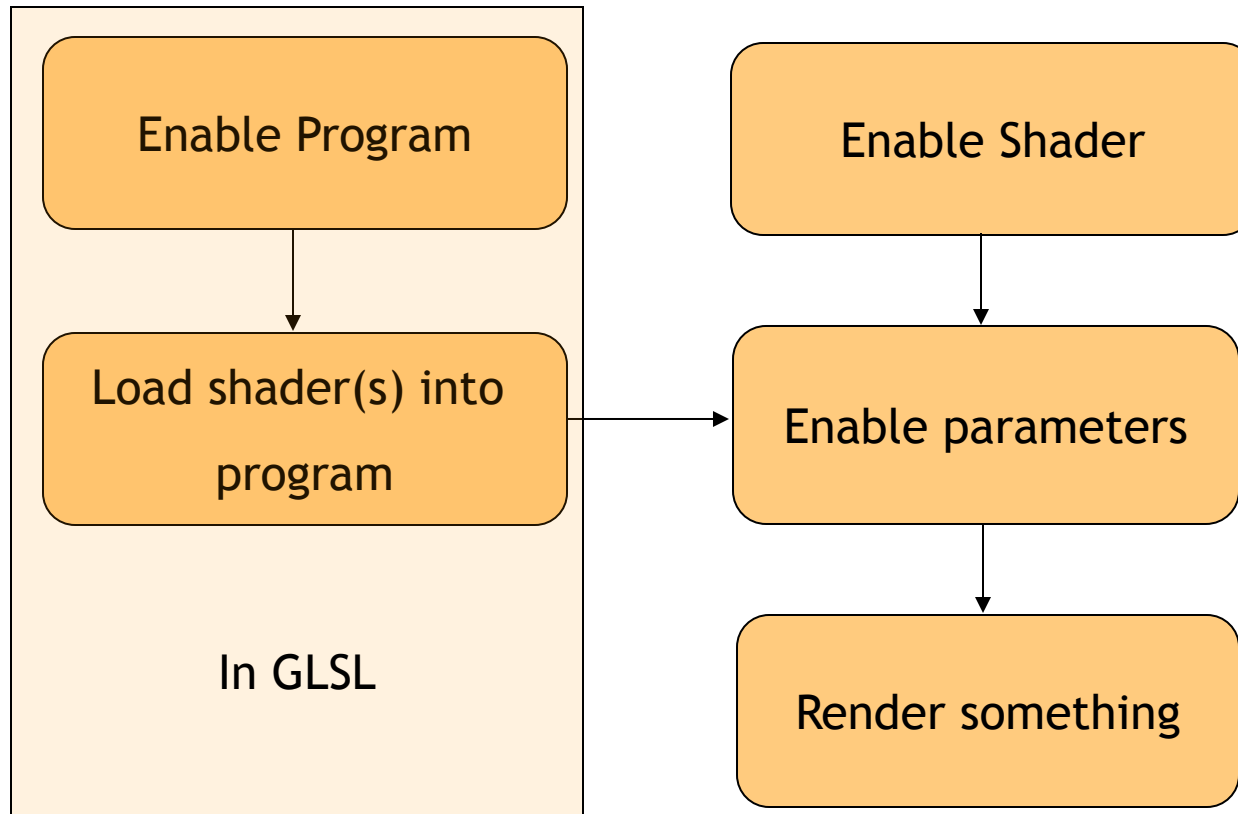 Enable Program
Load shader(s) into
program
In GLSL
Enable Shader
Enable parameters
Render something